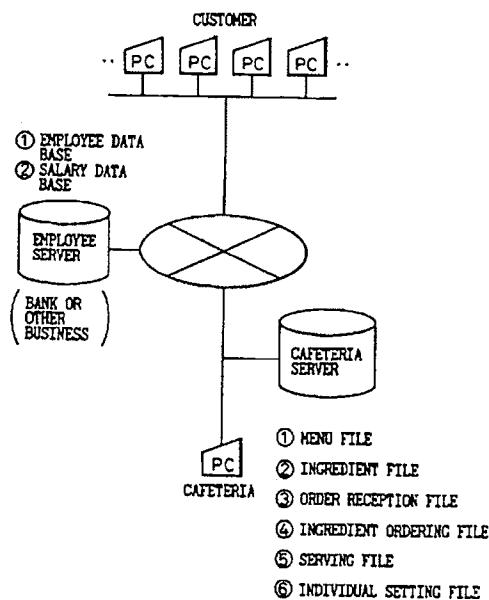 CUSTOMER
.. PC PC PC PC ..
① EMPLOYEE DATA
BASE
② SALARY DATA
BASE
EMPLOYEE
SERVER
(BANK OR
OTHER
BUSINESS)
CAFETERIA
SERVER
PC
CAFETERIA
① MENU FILE
② INGREDIENT FILE
③ ORDER RECEPTION FILE
④ INGREDIENT ORDERING FILE
⑤ SERVING FILE
⑥ INDIVIDUAL SETTING FILE